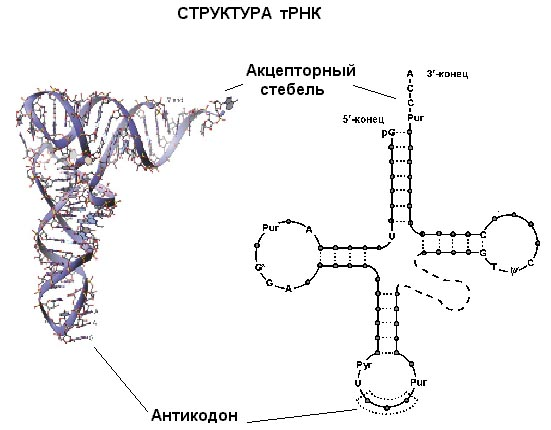 СТРУКТУРА тРНК
Акцепторный
стебель
A 3'-конец
C
C
Pur
5'-конец
pG
U
Pur
A
G
G
A
C
G
T
Ψ
C
Pyr
U
Pur
Антикодон